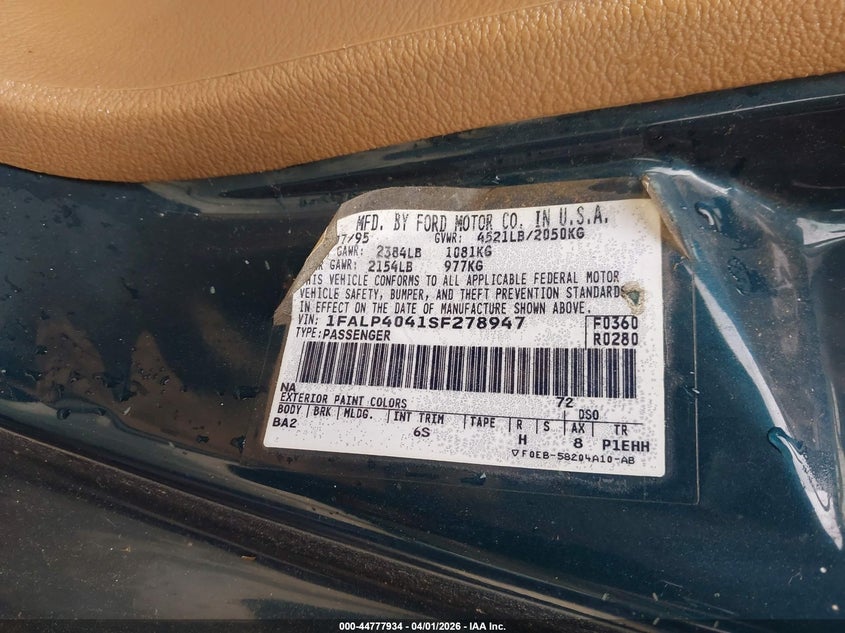 MFD. BY FORD MOTOR CO. IN U.S.A.
7/95 GVWR: 4521LB/2050KG
GAWR: 2384LB 1081KG
GAWR: 2154LB 977KG
THIS VEHICLE CONFORMS TO ALL APPLICABLE FEDERAL MOTOR
VEHICLE SAFETY, BUMPER, AND THEFT PREVENTION STANDARDS
IN EFFECT ON THE DATE OF MANUFACTURE SHOWN ABOVE.
VIN: 1FALP4041SF278947 F0360
TYPE: PASSENGER R0280
NA 72
EXTERIOR PAINT COLORS DSO
BODY BRK MLDG. INT TRIM TAPE R S AX TR
BA2 6S H 8 P1EHH
▽F0EB-58204A10-AB
000-44777934 - 04/01/2026 - IAA Inc.